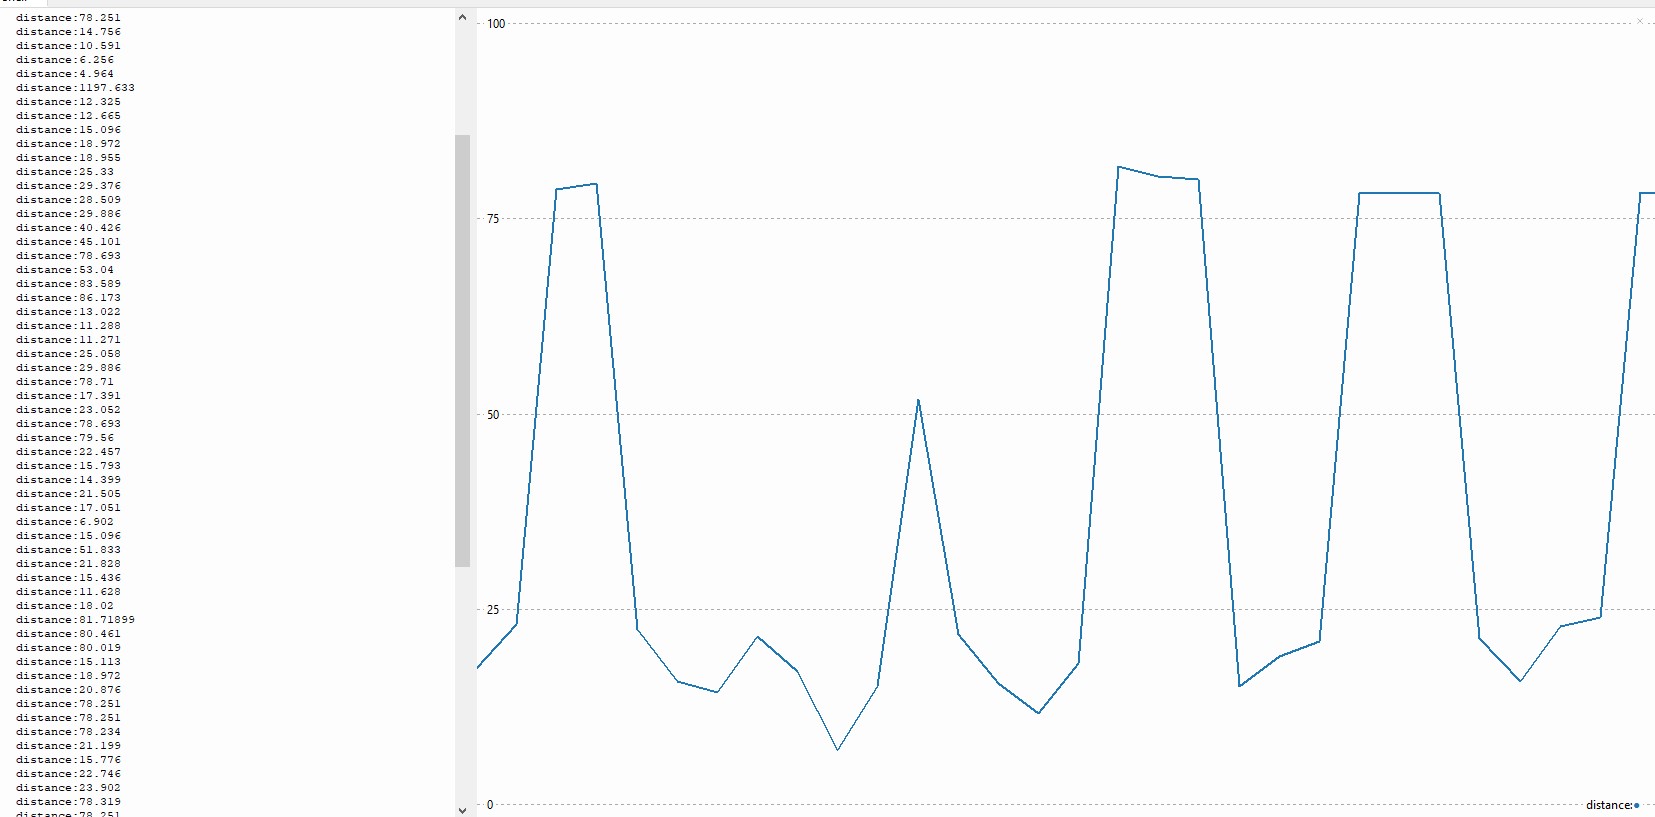 distance:78.251
distance:14.756
distance:10.591
distance:6.256
distance:4.964
distance:1197.633
distance:12.325
distance:12.665
distance:15.096
distance:18.972
distance:18.955
distance:25.33
distance:29.376
distance:28.509
distance:29.886
distance:40.426
distance:45.101
distance:78.693
distance:53.04
distance:83.589
distance:86.173
distance:13.022
distance:11.288
distance:11.271
distance:25.058
distance:29.886
distance:78.71
distance:17.391
distance:23.052
distance:78.693
distance:79.56
distance:22.457
distance:15.793
distance:14.399
distance:21.505
distance:17.051
distance:6.902
distance:15.096
distance:51.833
distance:21.828
distance:15.436
distance:11.628
distance:18.02
distance:81.71899
distance:80.461
distance:80.019
distance:15.113
distance:18.972
distance:20.876
distance:78.251
distance:78.251
distance:78.234
distance:21.199
distance:15.776
distance:22.746
distance:23.902
distance:78.319
distance:78.251
100
75
50
25
0
distance: